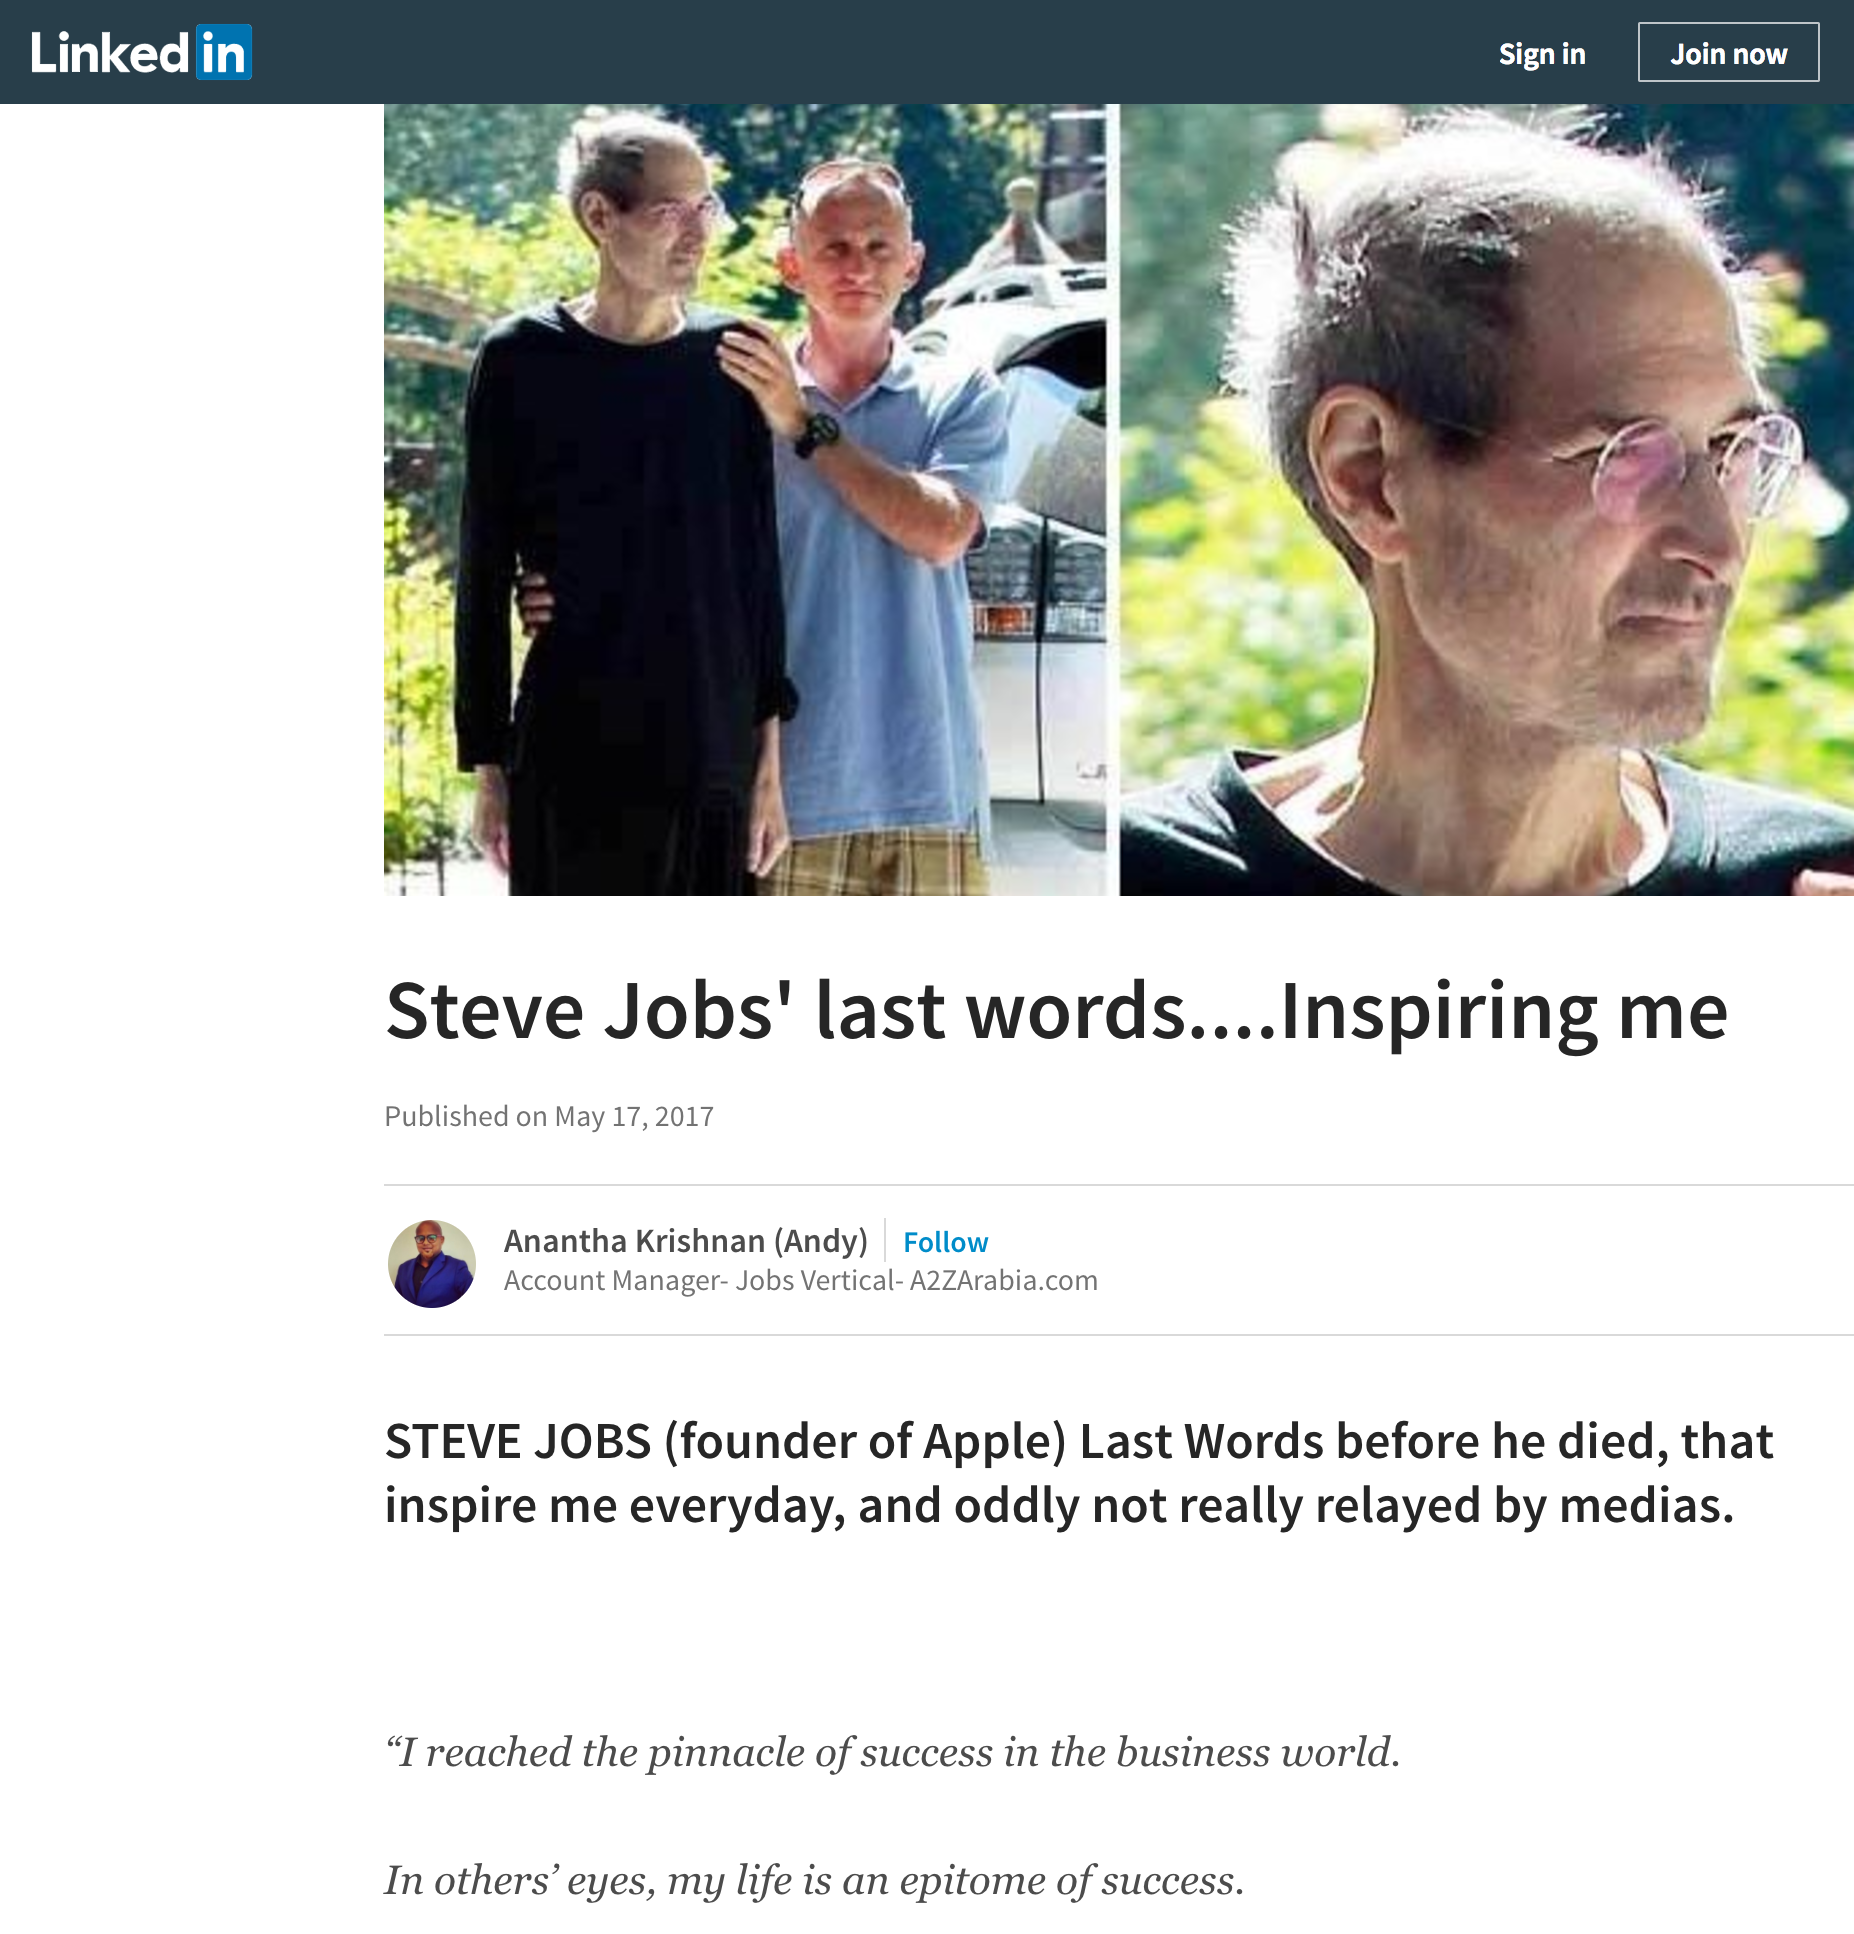 Linked in
Sign in
Join now
Steve Jobs' last words....Inspiring me
Published on May 17, 2017
Anantha Krishnan (Andy)
Follow
Account Manager- Jobs Vertical- A2ZArabia.com
STEVE JOBS (founder of Apple) Last Words before he died, that
inspire me everyday, and oddly not really relayed by medias.
“I reached the pinnacle of success in the business world.
In others’ eyes, my life is an epitome of success.